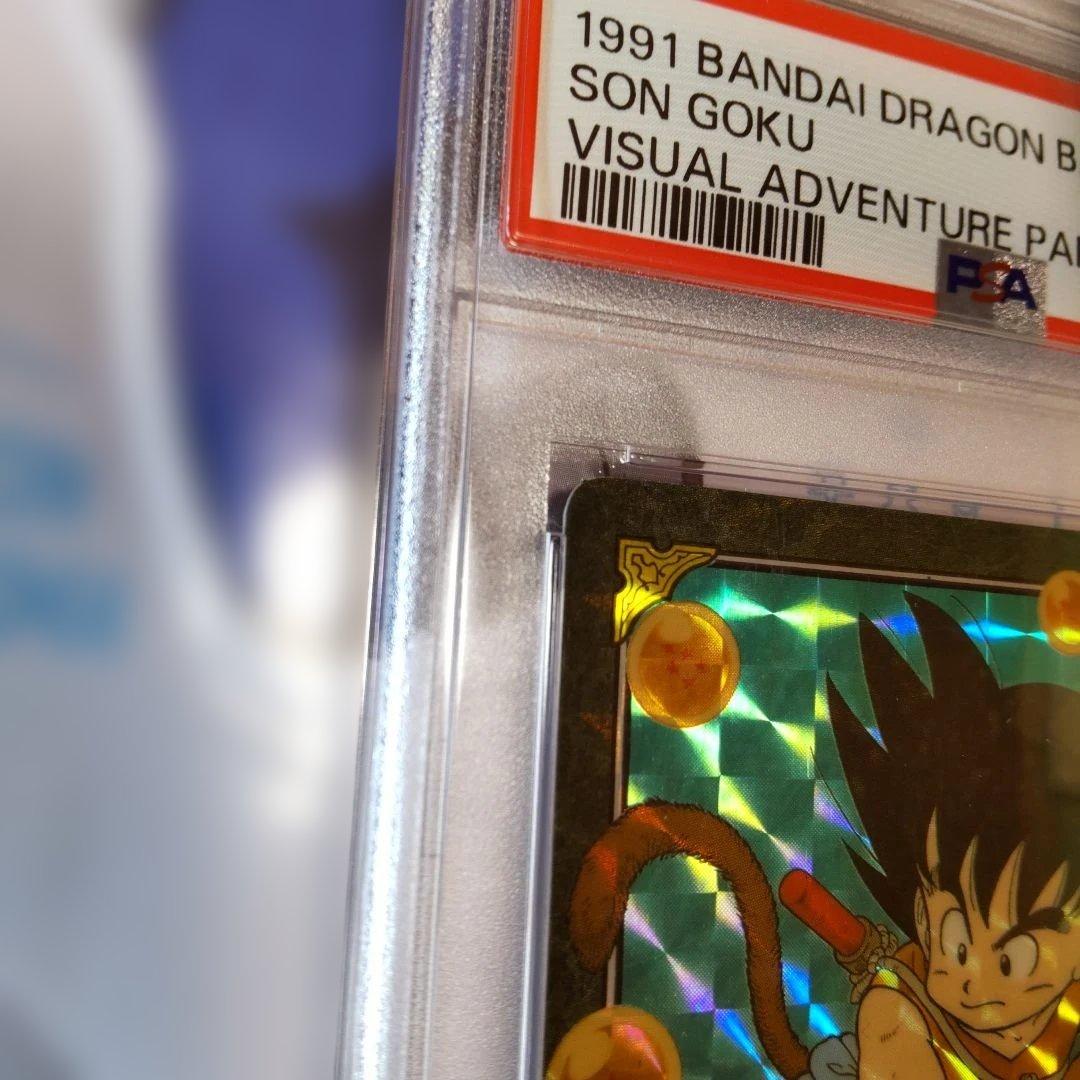 1991 BANDAI DRAGON B
SON GOKU
VISUAL ADVENTURE PA
PSA